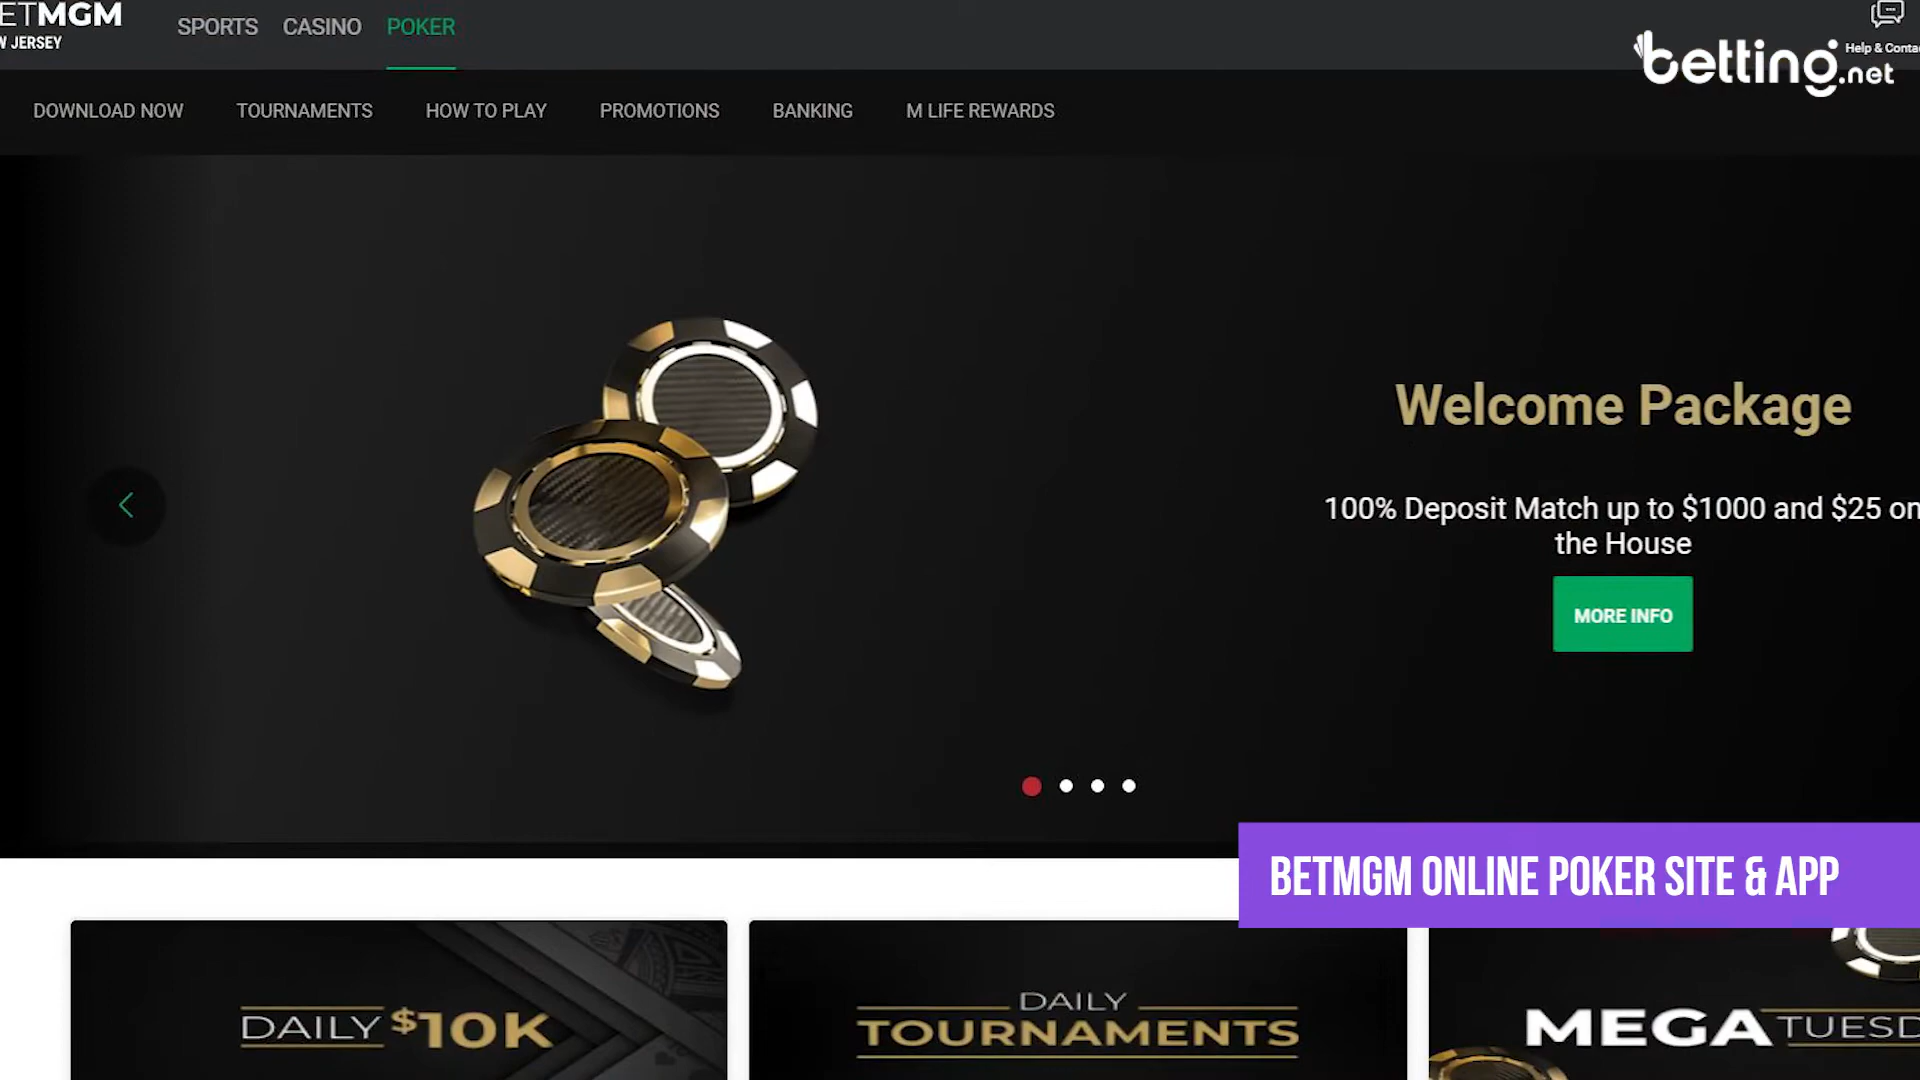 ETMGM
W JERSEY
SPORTS CASINO POKER
Help & Contac
betting.net
DOWNLOAD NOW TOURNAMENTS HOW TO PLAY PROMOTIONS BANKING M LIFE REWARDS
Welcome Package
100% Deposit Match up to $1000 and $25 on
the House
MORE INFO
BETMGM ONLINE POKER SITE & APP
DAILY $10K
DAILY
TOURNAMENTS
MEGA TUESD